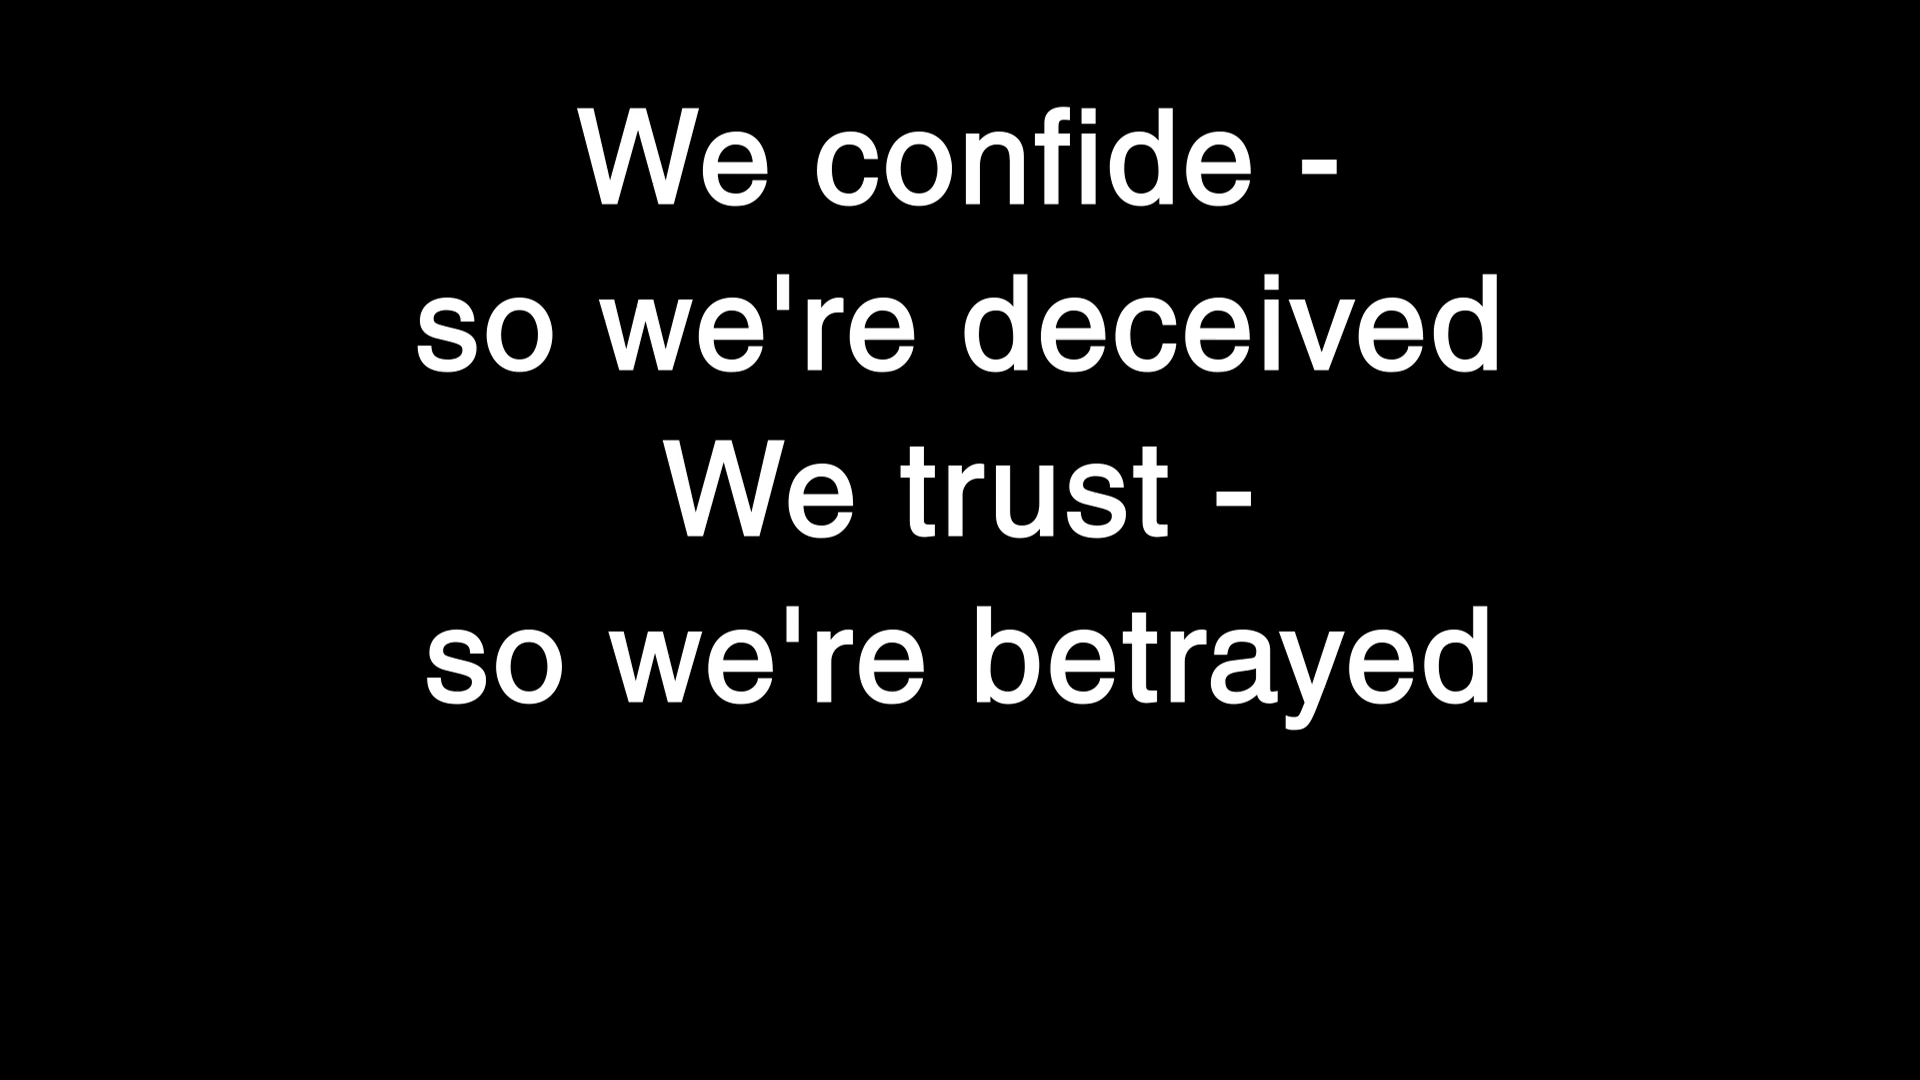 We confide -
so we're deceived
We trust -
so we're betrayed